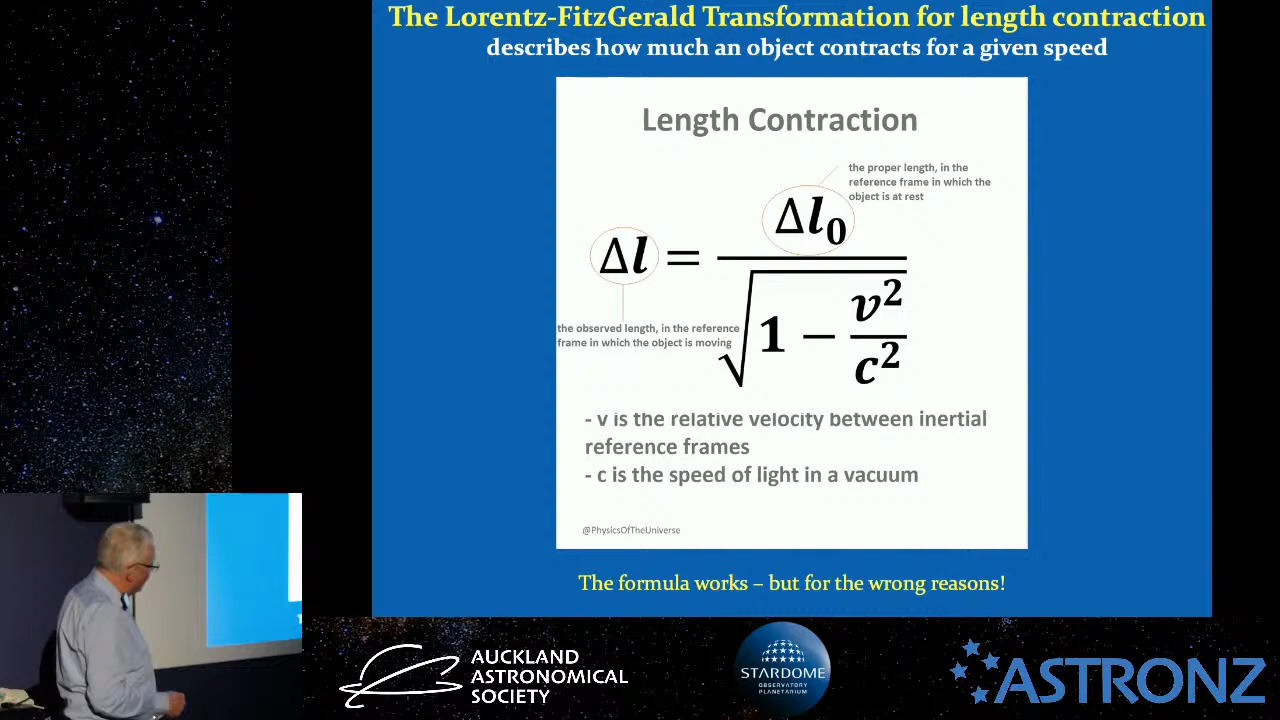 The Lorentz-FitzGerald Transformation for length contraction
describes how much an object contracts for a given speed
Length Contraction
the proper length, in the
reference frame in which the
object is at rest
Δl = Δl₀ / √(1 − v²/c²)
the observed length, in the reference
frame in which the object is moving
- v is the relative velocity between inertial
reference frames
- c is the speed of light in a vacuum
@PhysicsOfTheUniverse
The formula works – but for the wrong reasons!
AUCKLAND
ASTRONOMICAL
SOCIETY
STARDOME
OBSERVATORY
PLANETARIUM
ASTRONZ